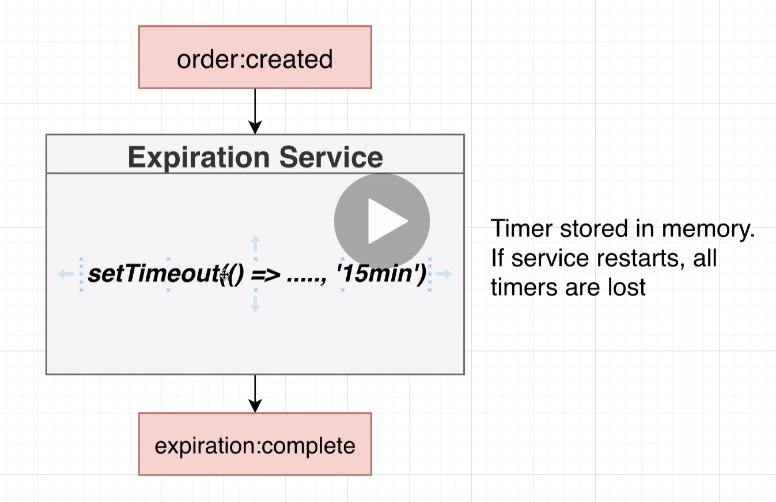 order:created
Expiration Service
setTimeout(() => ....., '15min')
Timer stored in memory.
If service restarts, all
timers are lost
expiration:complete